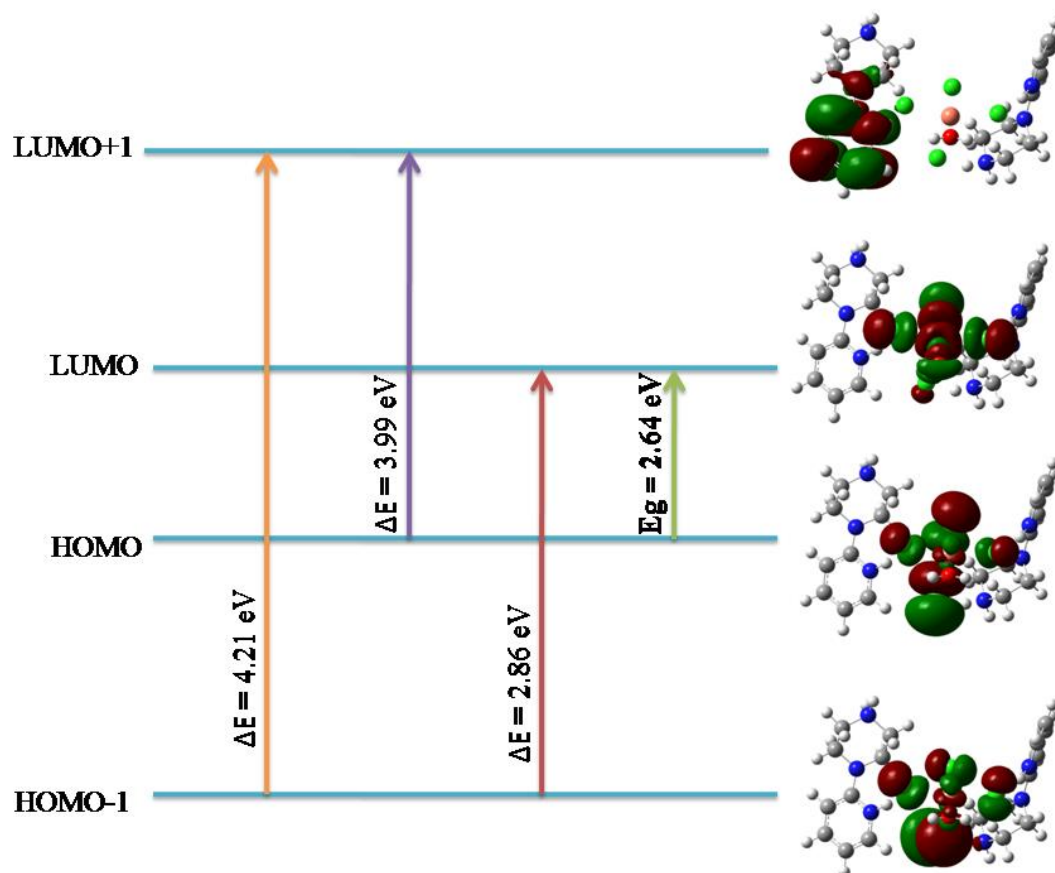 LUMO+1
LUMO
ΔE = 3.99 eV
Eg = 2.64 eV
HOMO
ΔE = 4.21 eV
ΔE = 2.86 eV
HOMO-1